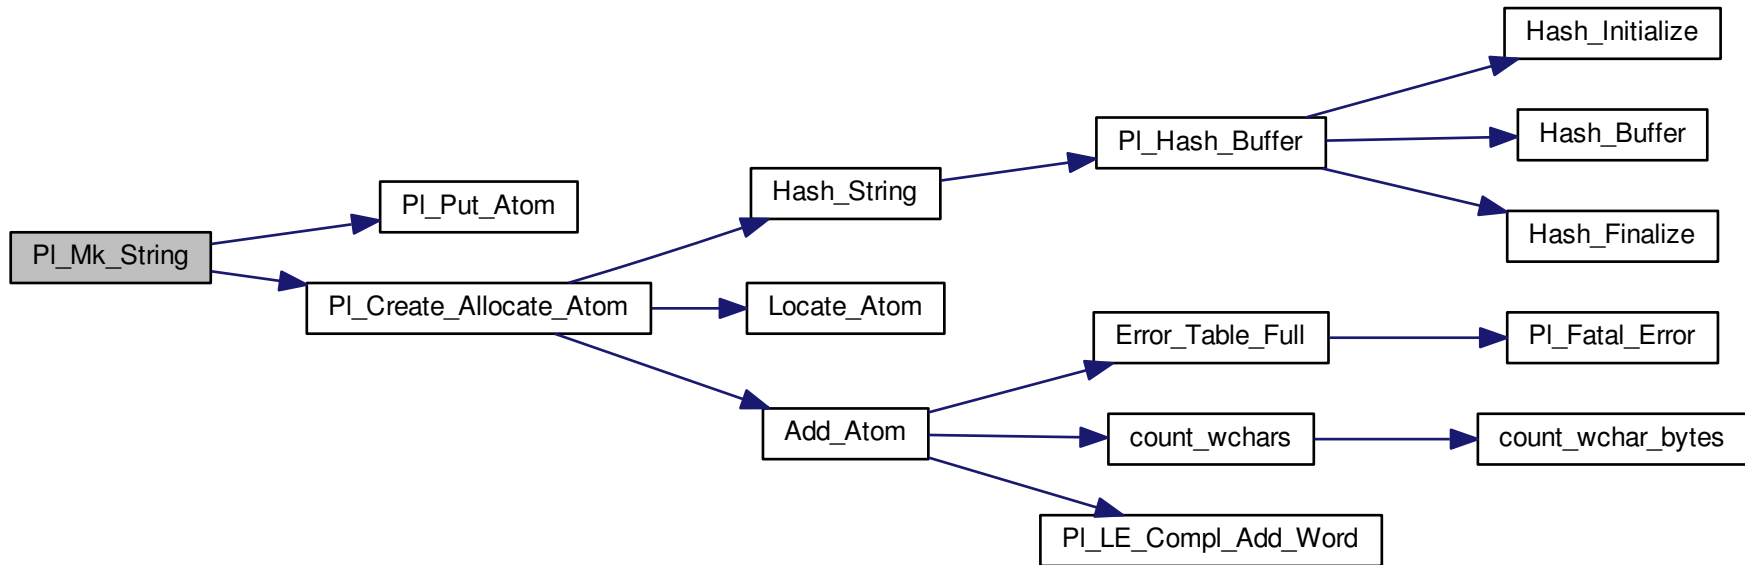 Pl_Mk_String
Pl_Put_Atom
Pl_Create_Allocate_Atom
Hash_String
Pl_Hash_Buffer
Hash_Initialize
Hash_Buffer
Hash_Finalize
Locate_Atom
Add_Atom
Error_Table_Full
Pl_Fatal_Error
count_wchars
count_wchar_bytes
Pl_LE_Compl_Add_Word